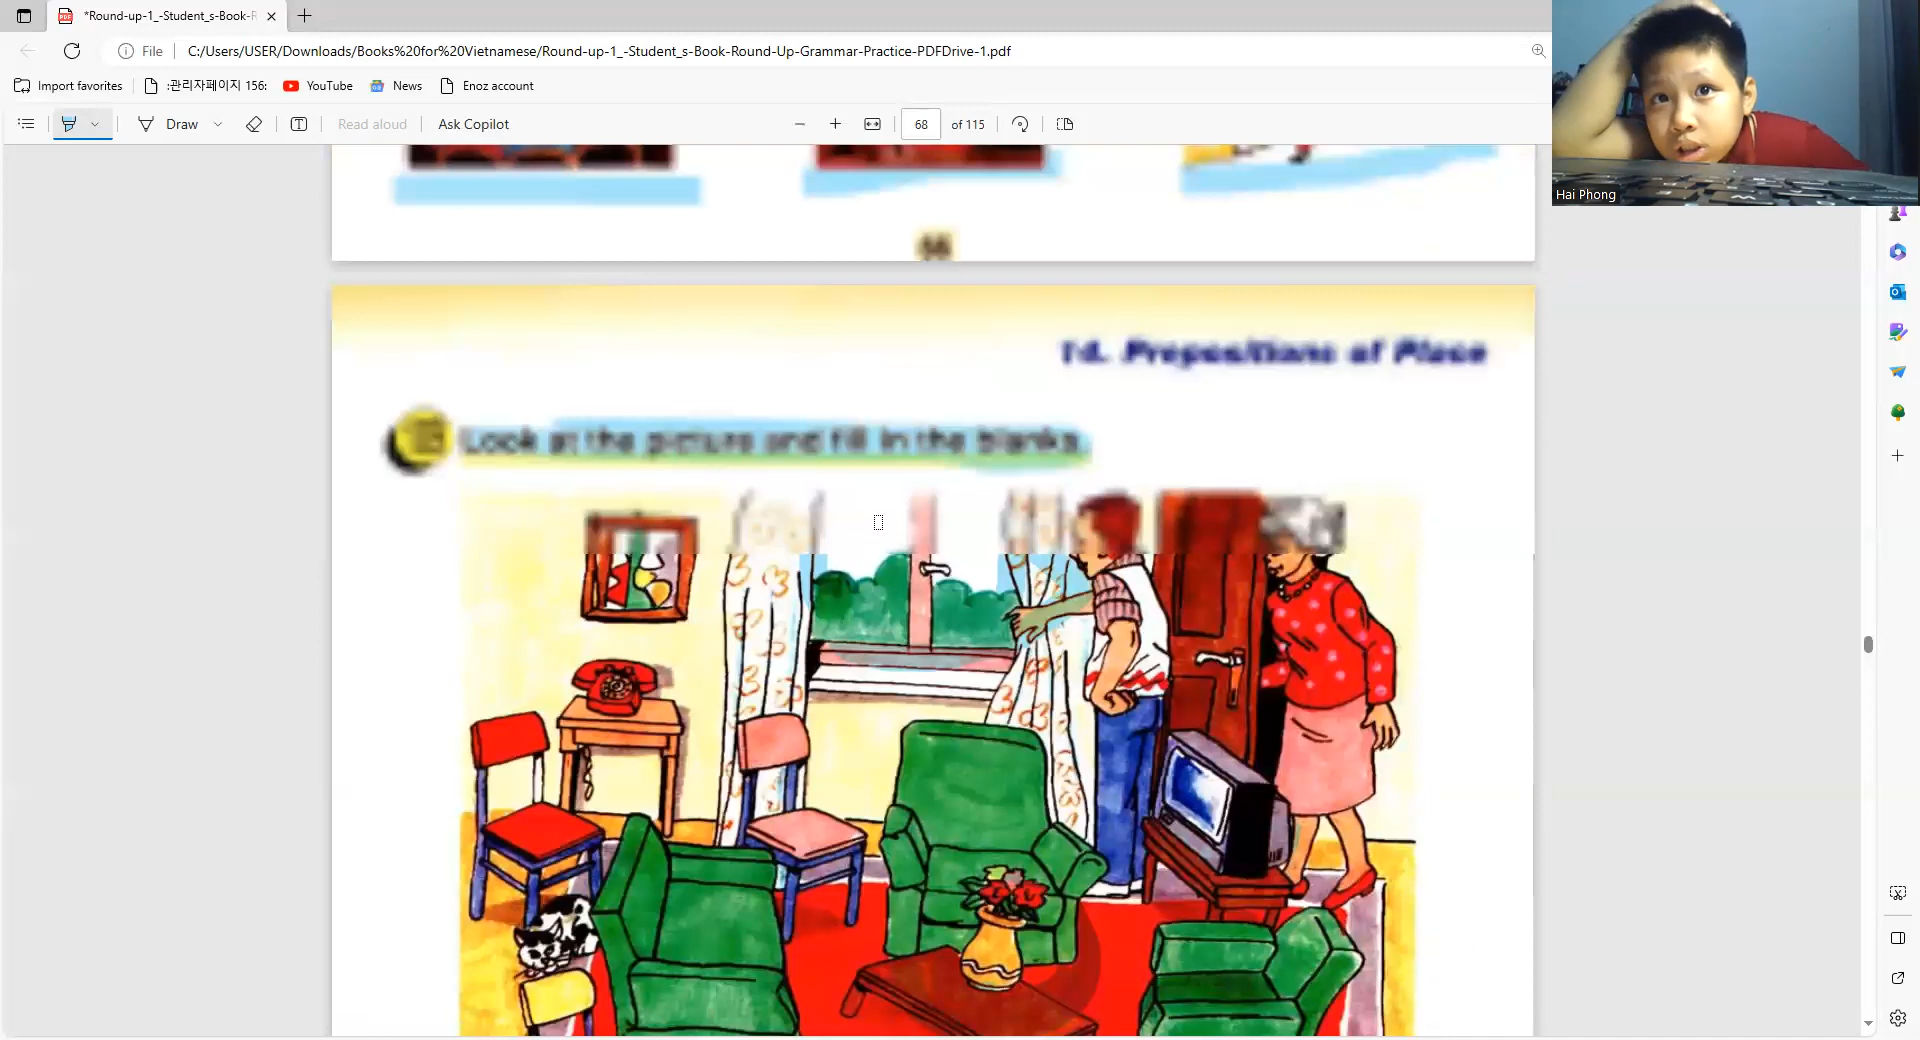 *Round-up-1_-Student_s-Book-R
File
C:/Users/USER/Downloads/Books%20for%20Vietnamese/Round-up-1_-Student_s-Book-Round-Up-Grammar-Practice-PDFDrive-1.pdf
Import favorites
:관리자페이지 156:
YouTube
News
Enoz account
Draw
Read aloud
Ask Copilot
68
of 115
Hai Phong
14. Prepositions of Place
Look at the picture and fill in the blanks.